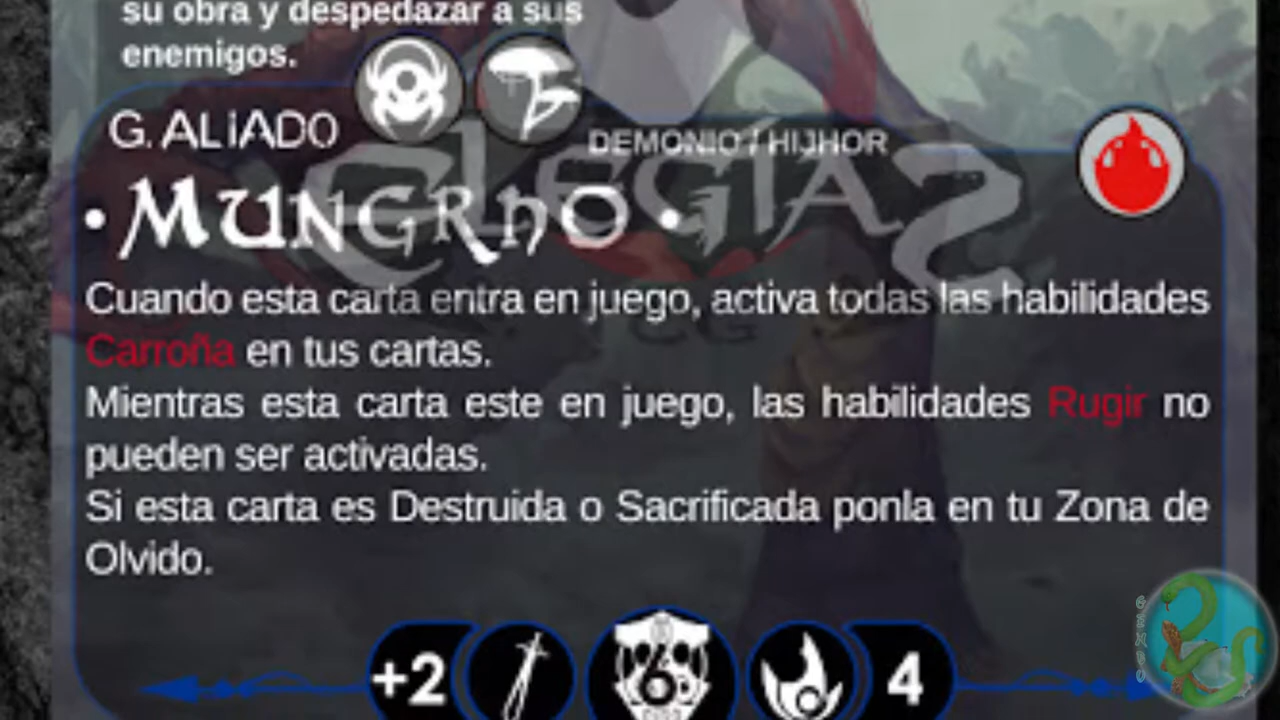 su obra y despedazar a sus
enemigos.
G. ALIADO
DEMONIO / HIJHOR
• MUNGRHO •
Cuando esta carta entra en juego, activa todas las habilidades
Carroña en tus cartas.
Mientras esta carta este en juego, las habilidades Rugir no
pueden ser activadas.
Si esta carta es Destruida o Sacrificada ponla en tu Zona de
Olvido.
+2 6 4
ELEGÍAS
CG